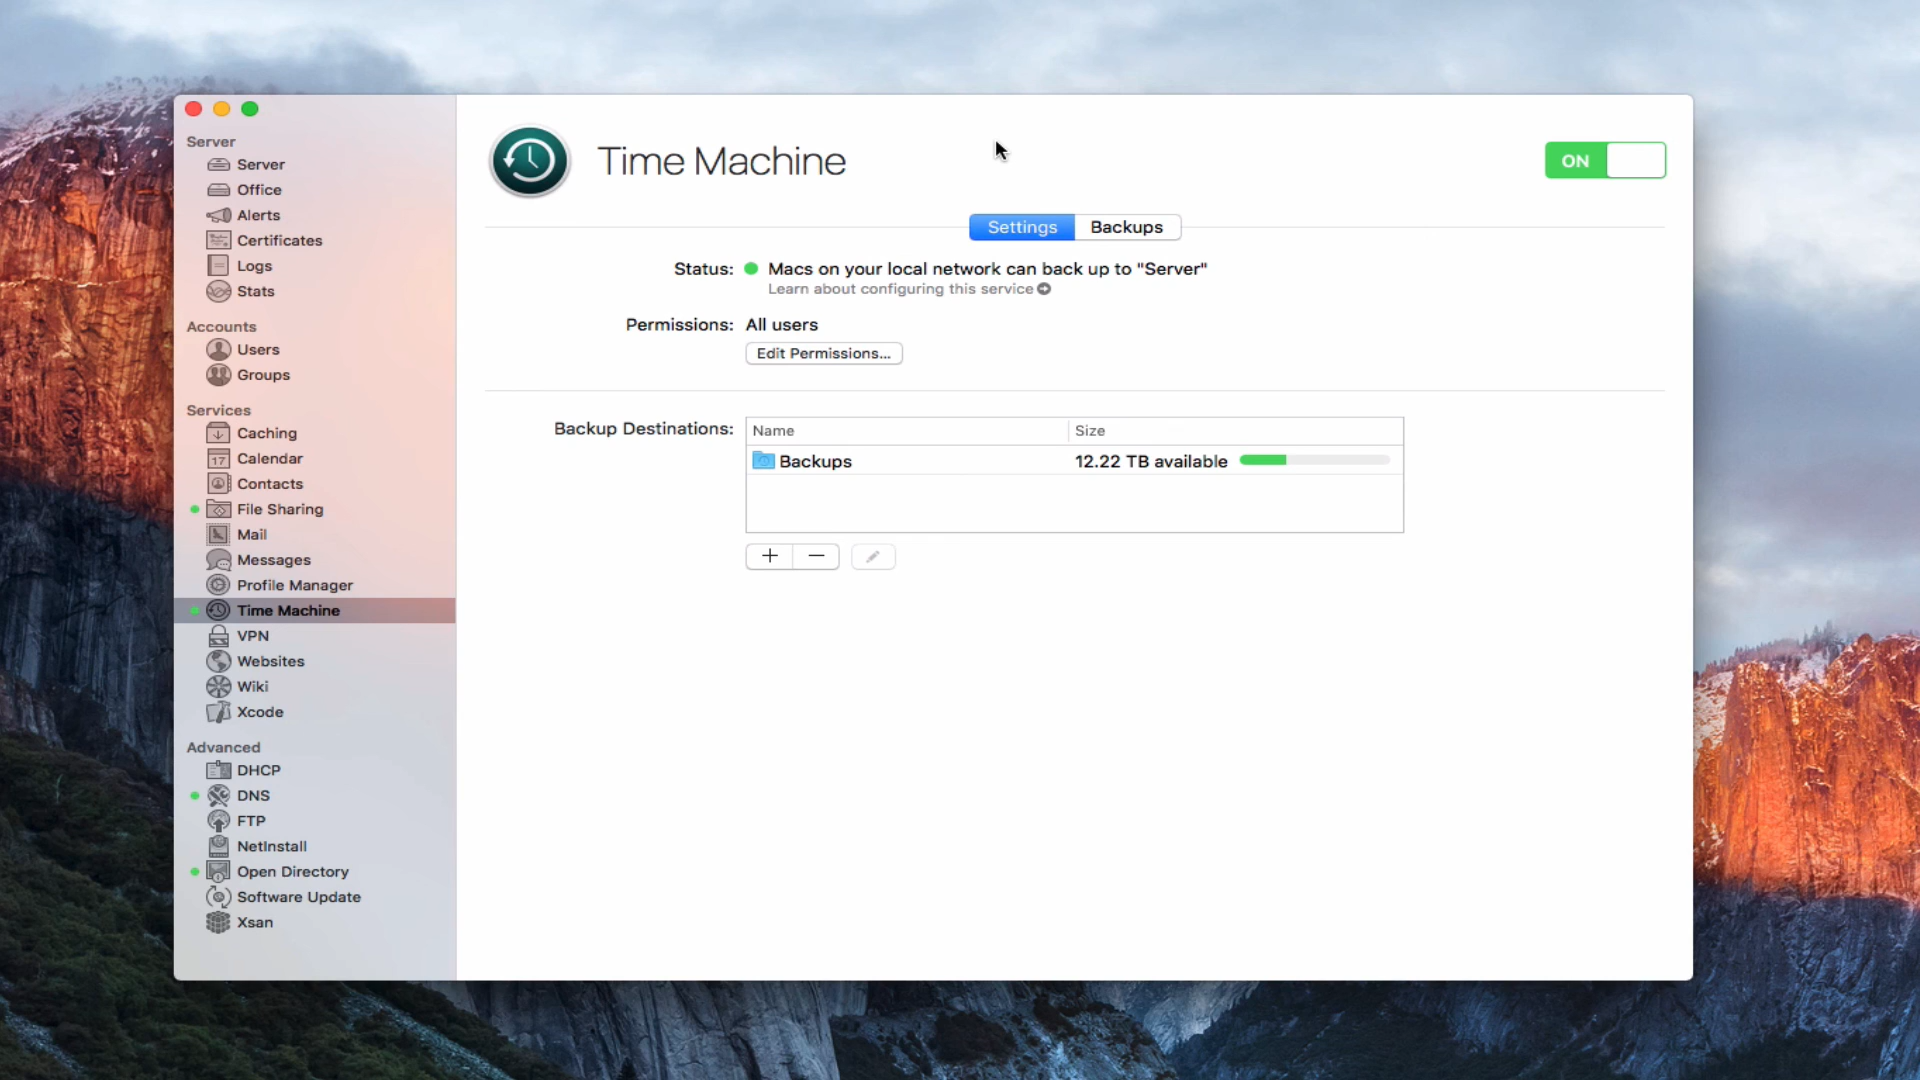 Server
Server
Office
Alerts
Certificates
Logs
Stats
Accounts
Users
Groups
Services
Caching
17
Calendar
Contacts
File Sharing
Mail
Messages
Profile Manager
Time Machine
VPN
Websites
Wiki
Xcode
Advanced
DHCP
DNS
FTP
NetInstall
Open Directory
Software Update
Xsan
Time Machine
ON
Settings Backups
Status: Macs on your local network can back up to "Server"
Learn about configuring this service
Permissions: All users
Edit Permissions...
Backup Destinations: Name Size
Backups 12.22 TB available